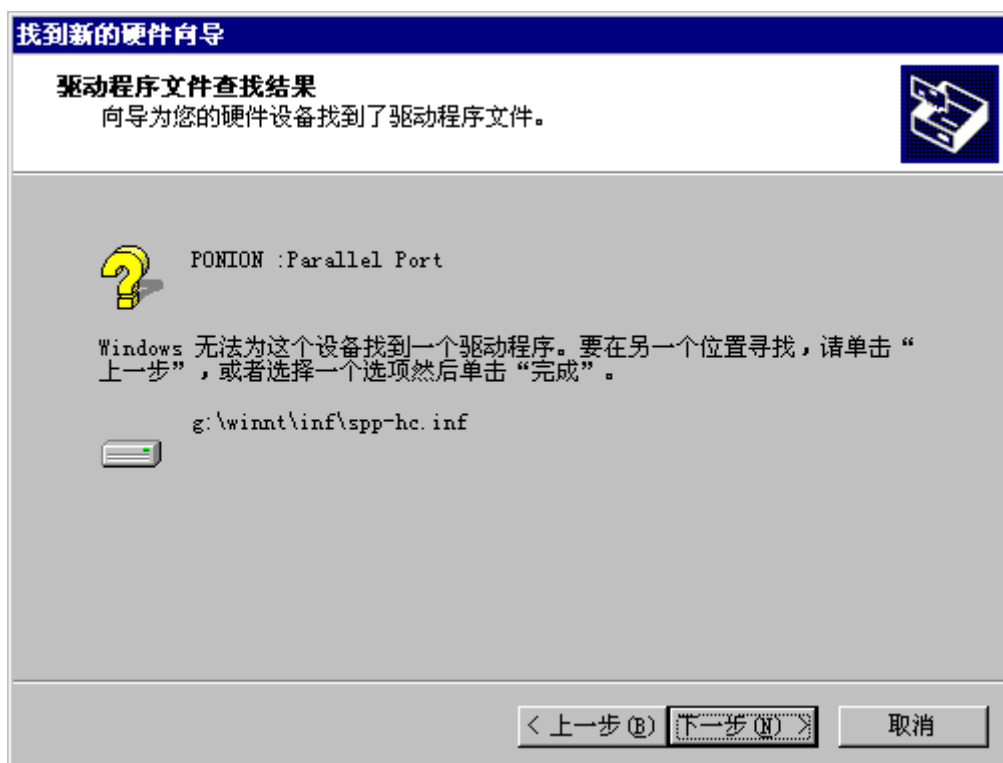 找到新的硬件向导
驱动程序文件查找结果
向导为您的硬件设备找到了驱动程序文件。
PONION :Parallel Port
Windows 无法为这个设备找到一个驱动程序。要在另一个位置寻找，请单击“
上一步”，或者选择一个选项然后单击“完成”。
g:\winnt\inf\spp-hc.inf
< 上一步(B) 下一步(N) > 取消